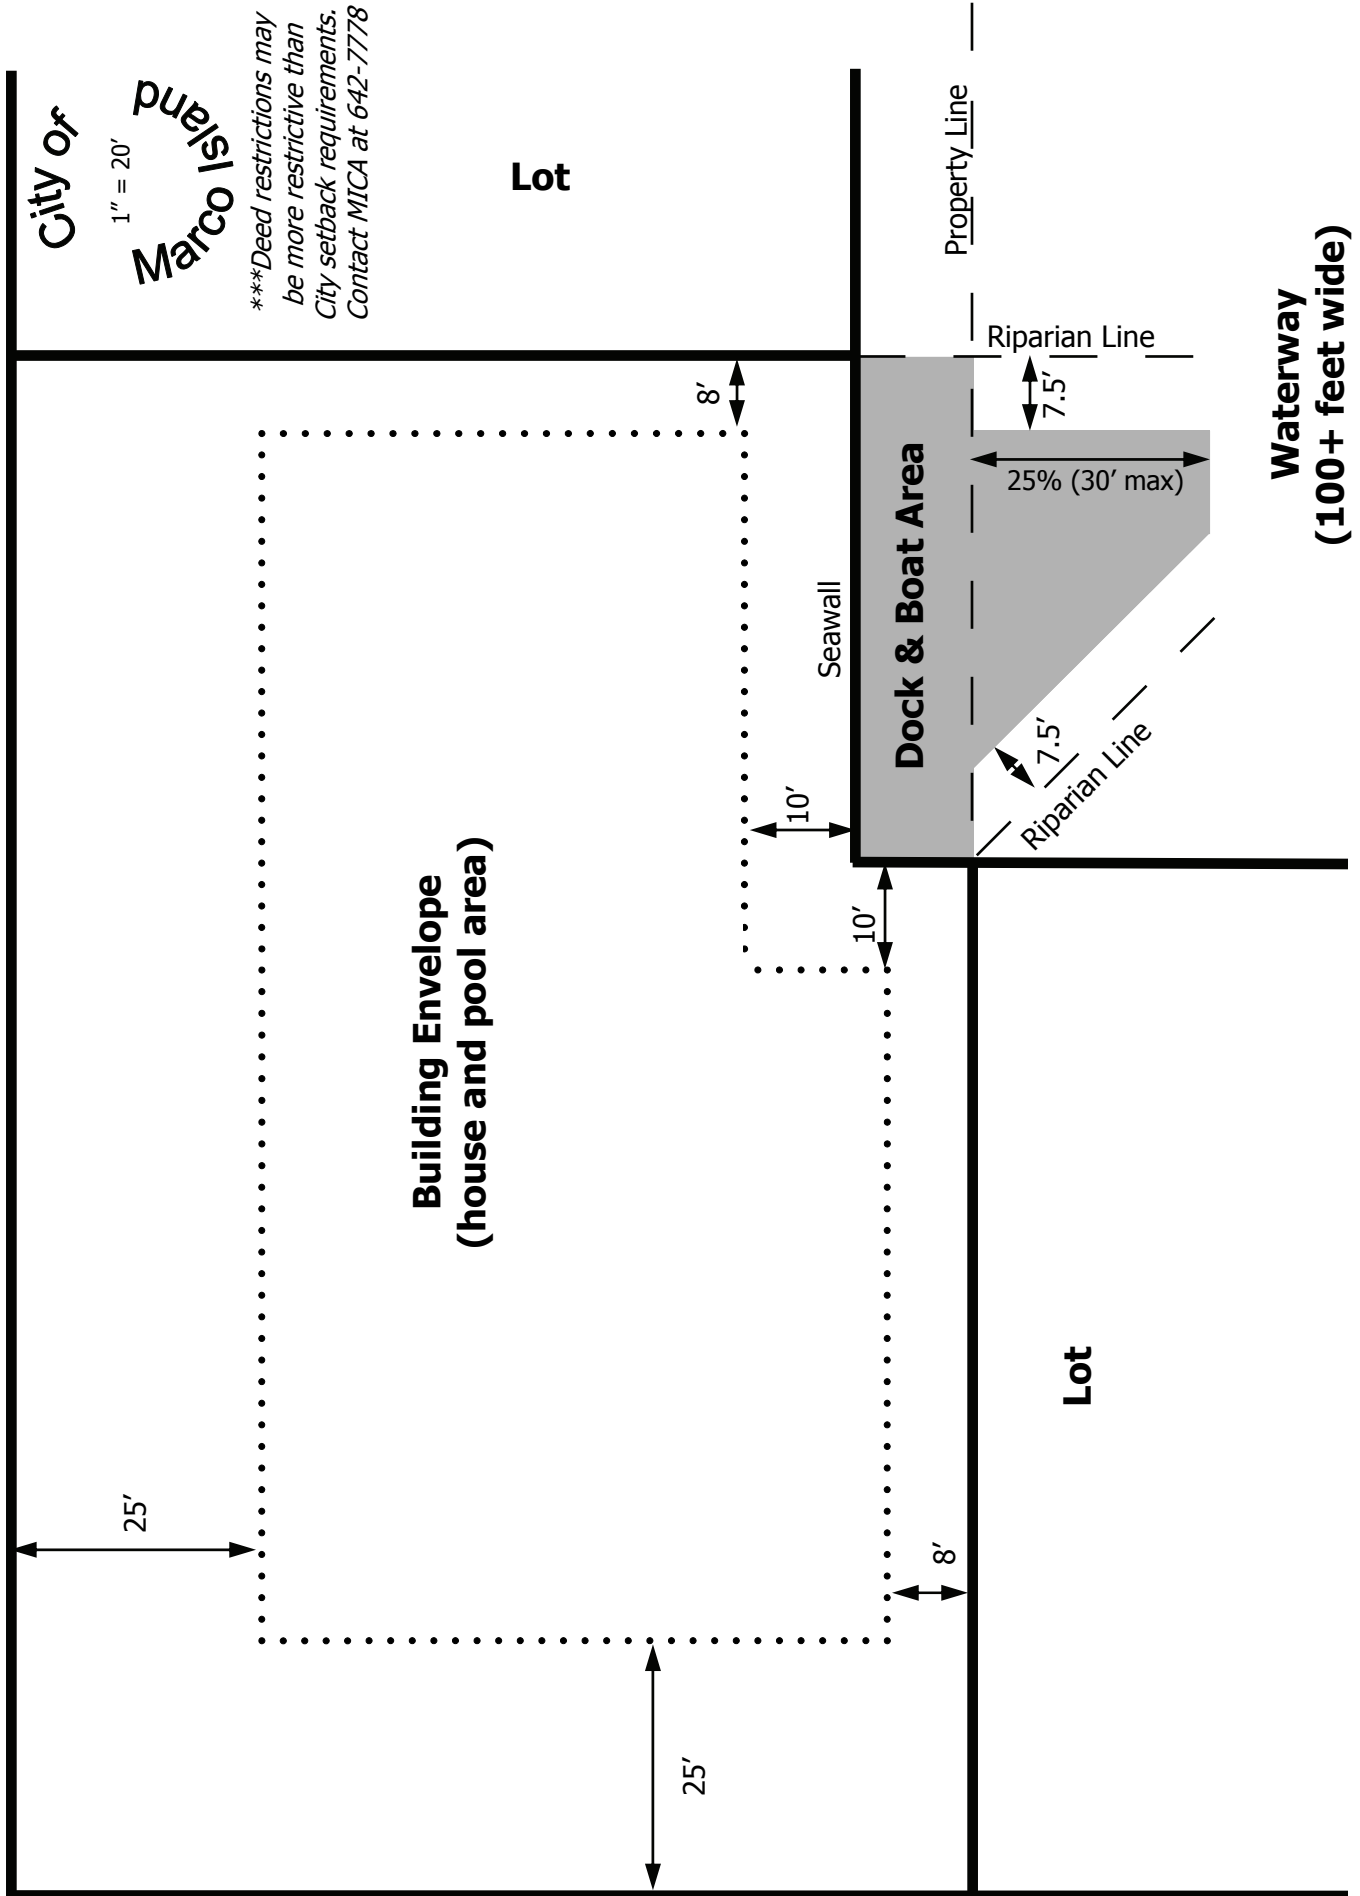 City of
1" = 20'
Marco Island
***Deed restrictions may
be more restrictive than
City setback requirements.
Contact MICA at 642-7778
Lot
Property Line
Riparian Line
7.5'
25% (30' max)
Waterway
(100+ feet wide)
8'
Dock & Boat Area
Seawall
10'
7.5'
Riparian Line
10'
Building Envelope
(house and pool area)
Lot
25'
8'
25'